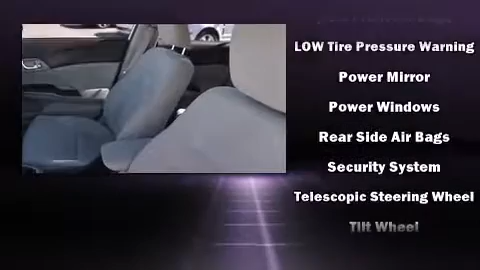 LOW Tire Pressure Warning
Power Mirror
Power Windows
Rear Side Air Bags
Security System
Telescopic Steering Wheel
Tilt Wheel